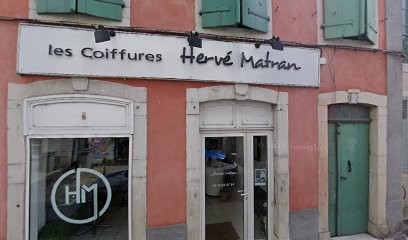 les Coiffures Hervé Matran
HM